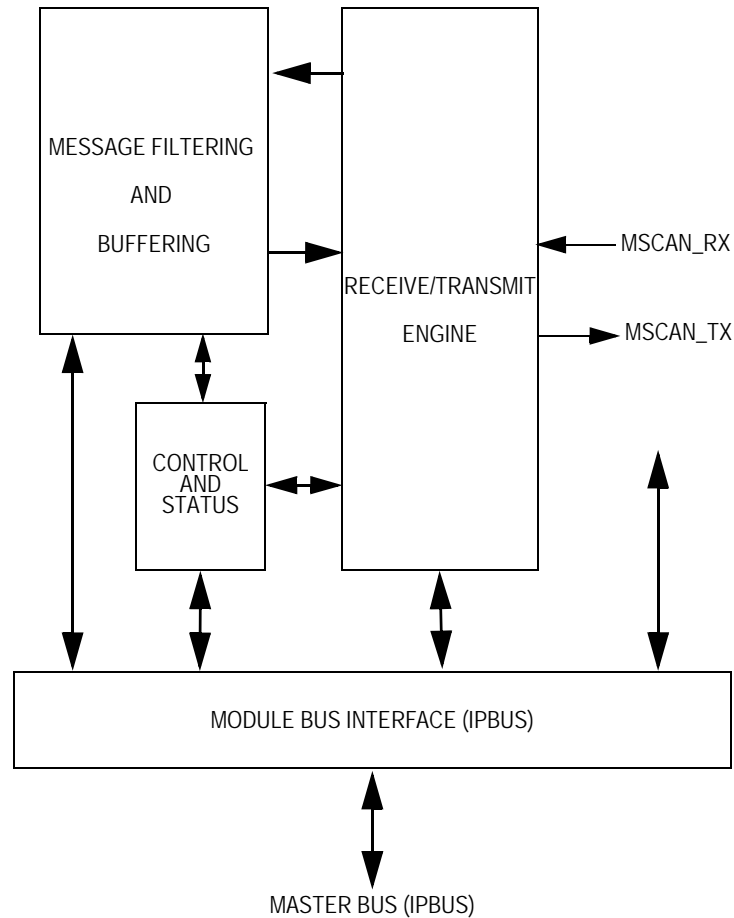 MESSAGE FILTERING
AND
BUFFERING
RECEIVE/TRANSMIT
ENGINE
MSCAN_RX
MSCAN_TX
CONTROL
AND
STATUS
MODULE BUS INTERFACE (IPBUS)
MASTER BUS (IPBUS)